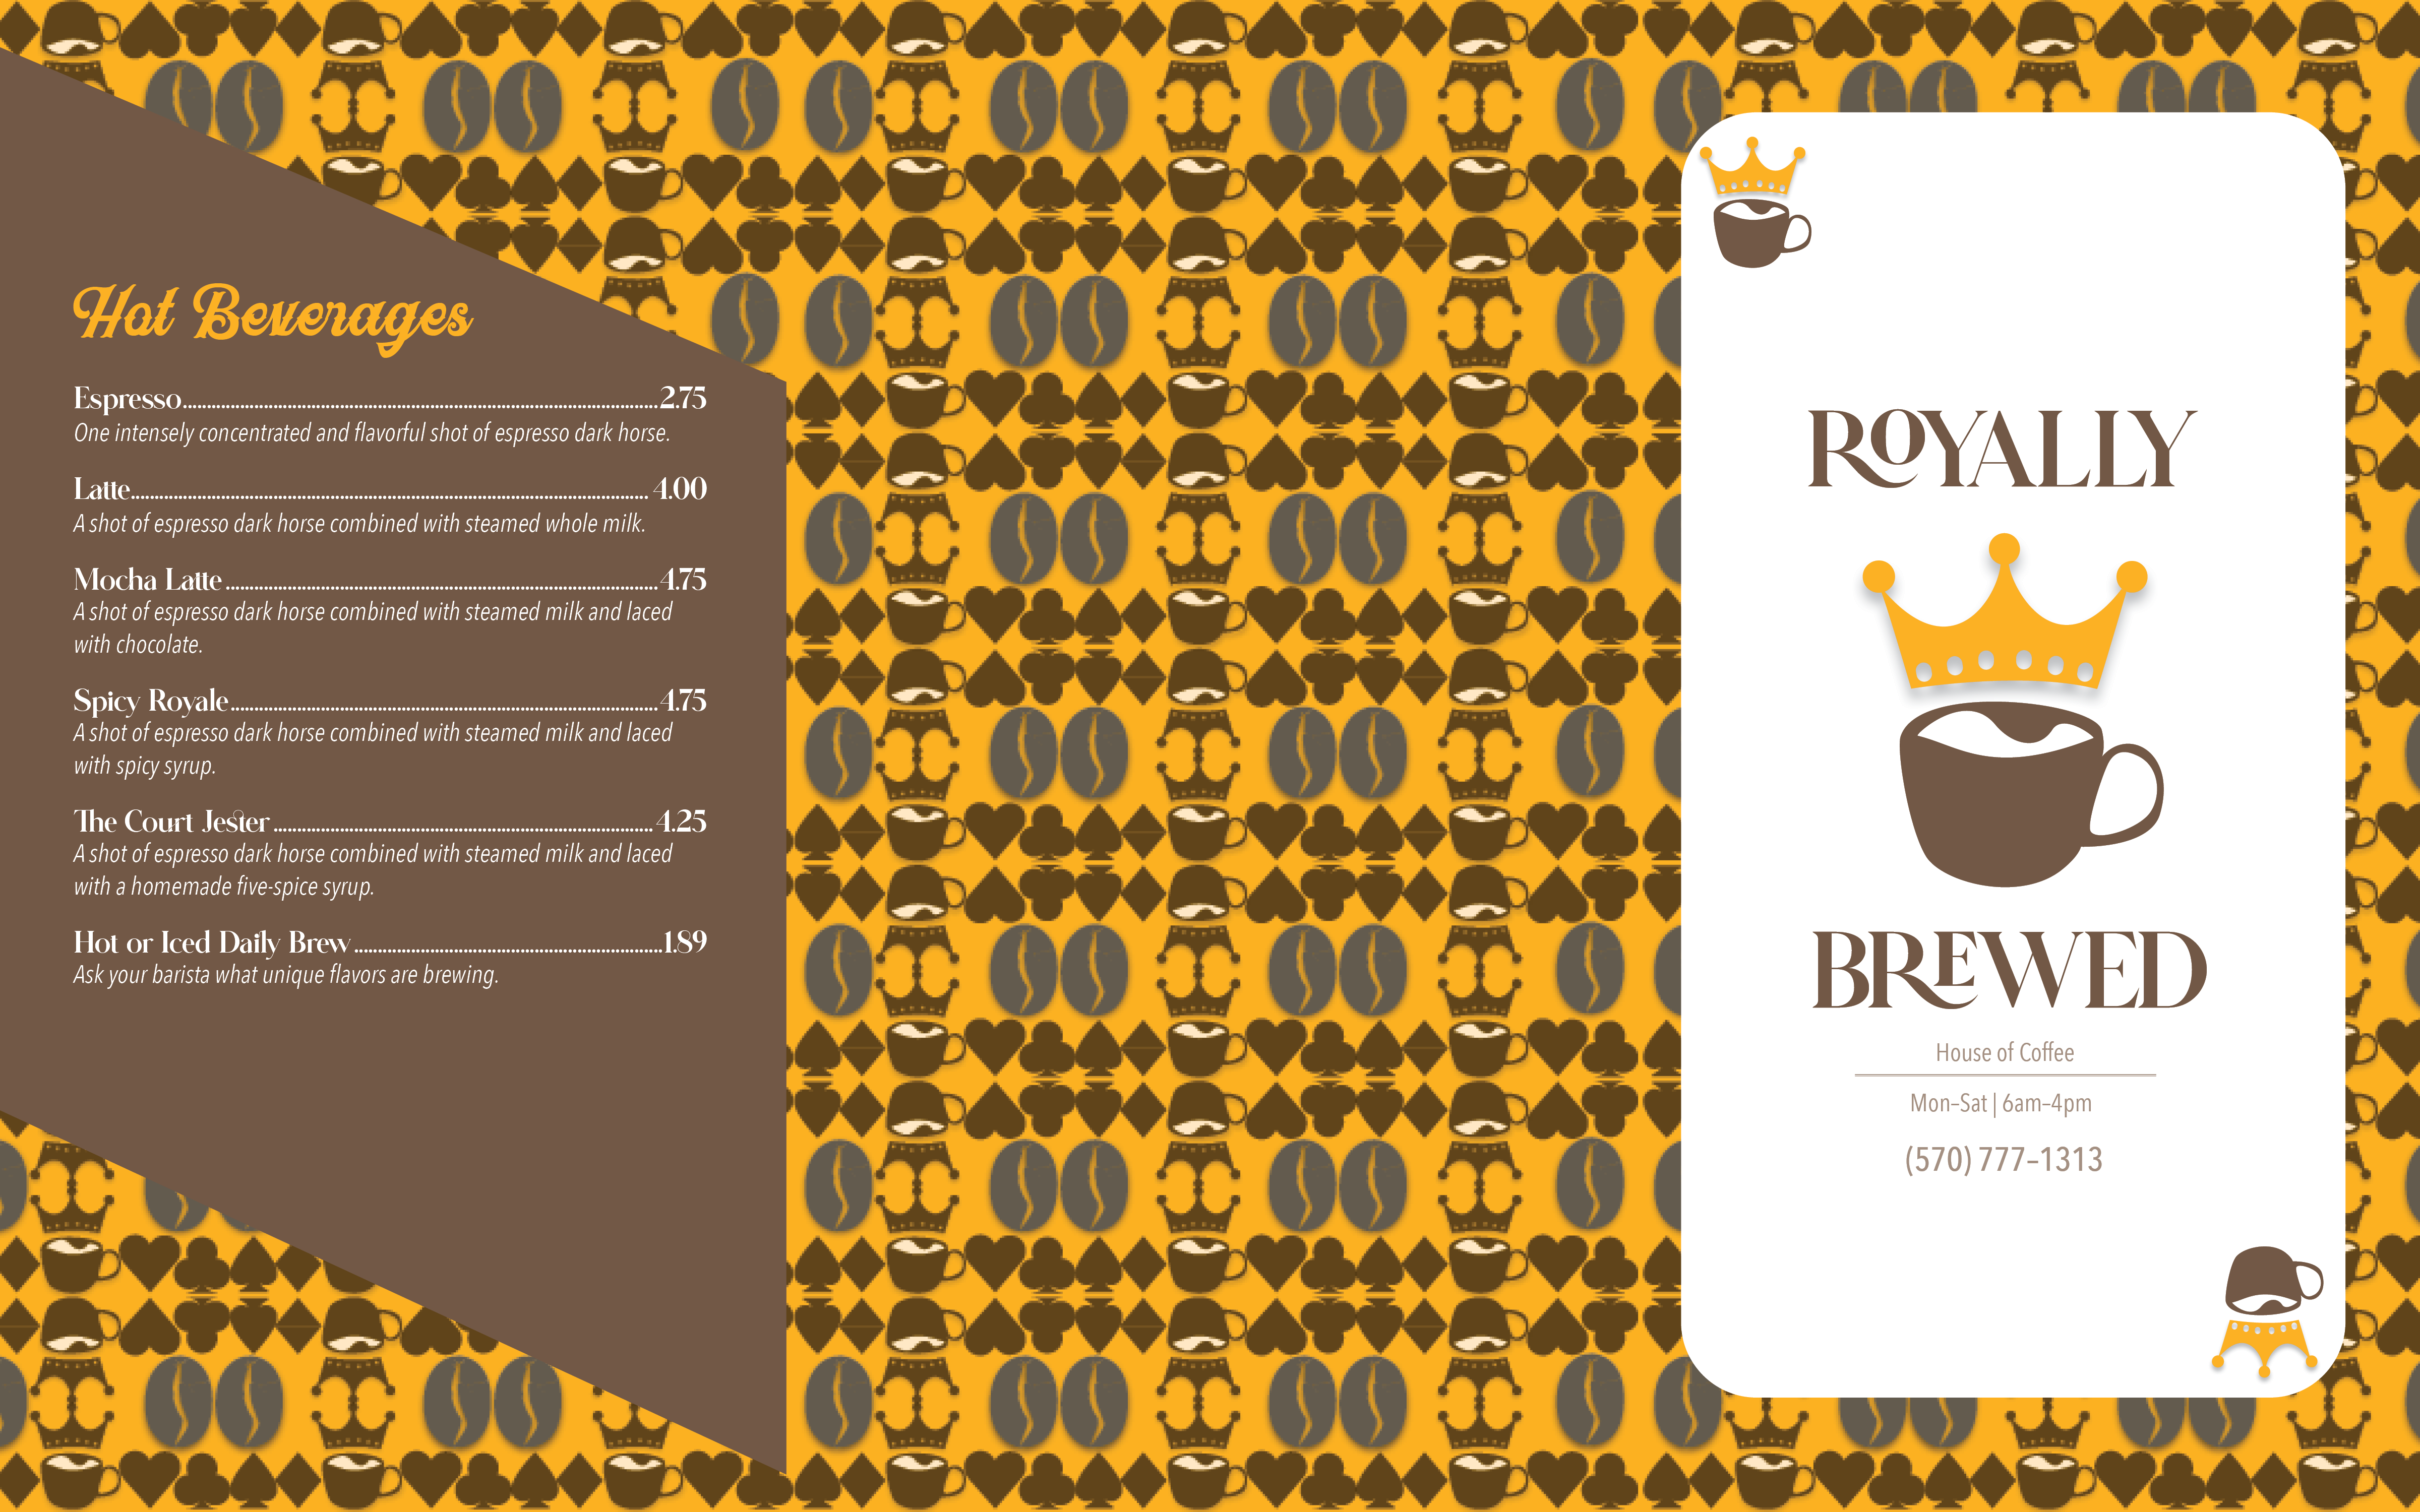 Hot Beverages
Espresso........................2.75
One intensely concentrated and flavorful shot of espresso dark horse.
Latte........................4.00
A shot of espresso dark horse combined with steamed whole milk.
Mocha Latte........................4.75
A shot of espresso dark horse combined with steamed milk and laced
with chocolate.
Spicy Royale........................4.75
A shot of espresso dark horse combined with steamed milk and laced
with spicy syrup.
The Court Jester........................4.25
A shot of espresso dark horse combined with steamed milk and laced
with a homemade five-spice syrup.
Hot or Iced Daily Brew........................1.89
Ask your barista what unique flavors are brewing.
ROYALLY
BREWED
House of Coffee
Mon–Sat | 6am–4pm
(570) 777–1313